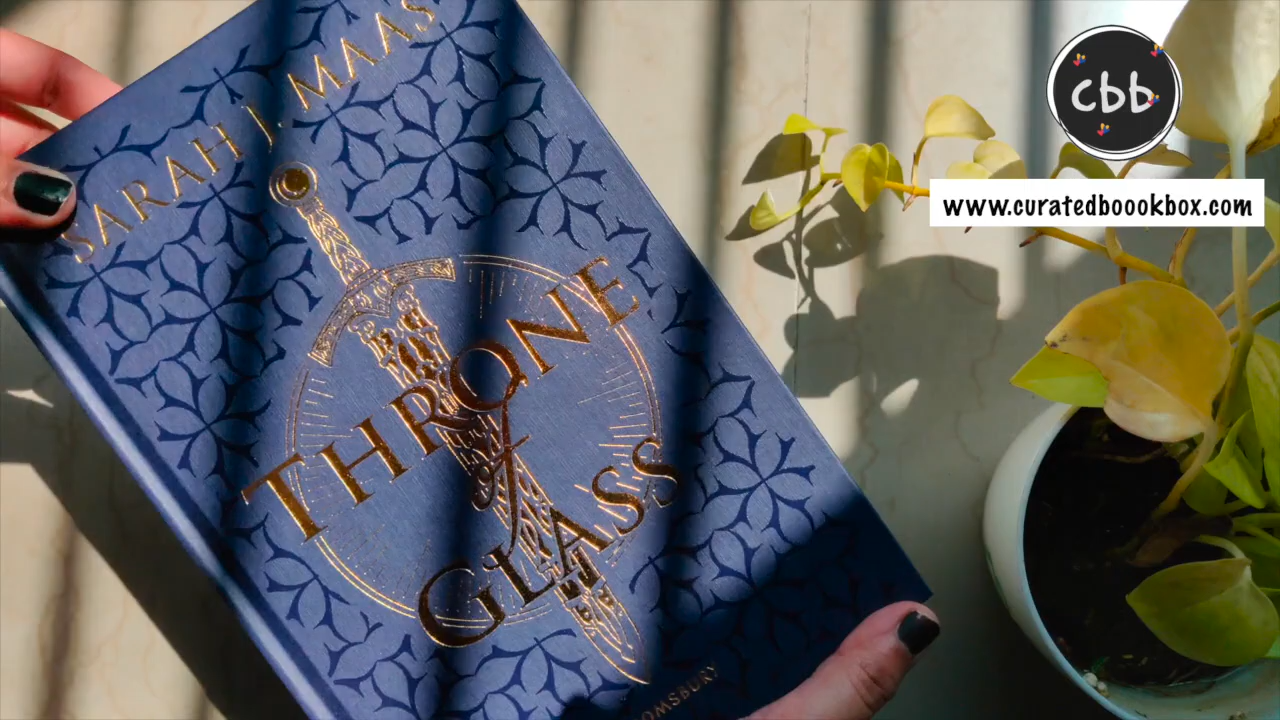 SARAH J. MAAS
THRONE
of
GLASS
OMSBURY
cbb
www.curatedboookbox.com